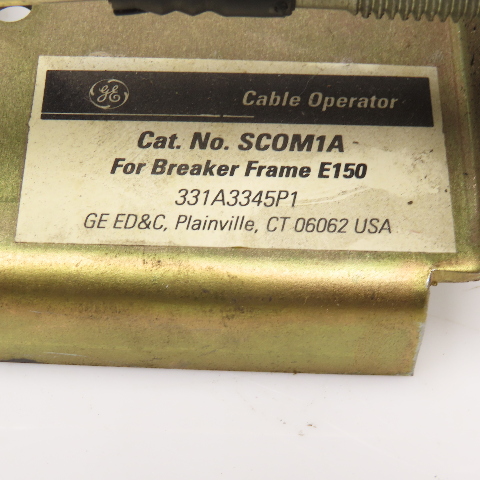 GE
Cable Operator
Cat. No. SCOM1A
For Breaker Frame E150
331A3345P1
GE ED&C, Plainville, CT 06062 USA